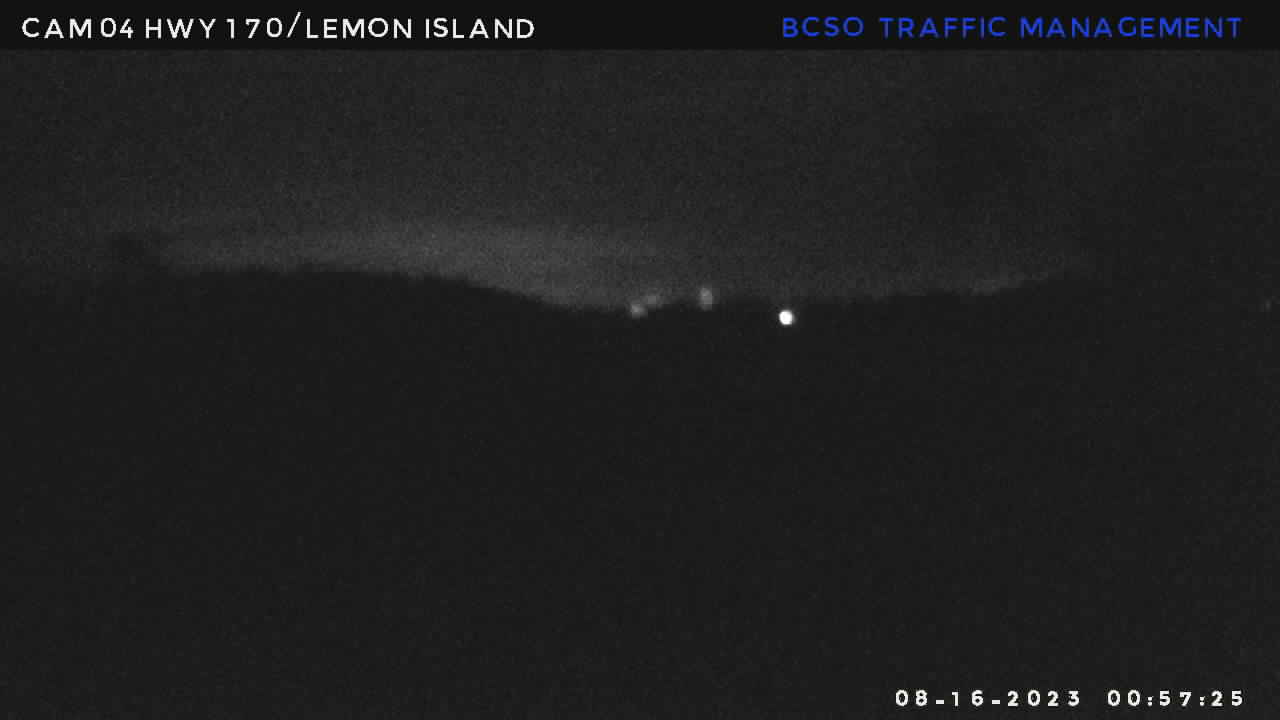 CAM04 HWY 170/LEMON ISLAND
BCSO TRAFFIC MANAGEMENT
08-16-2023 00:57:25